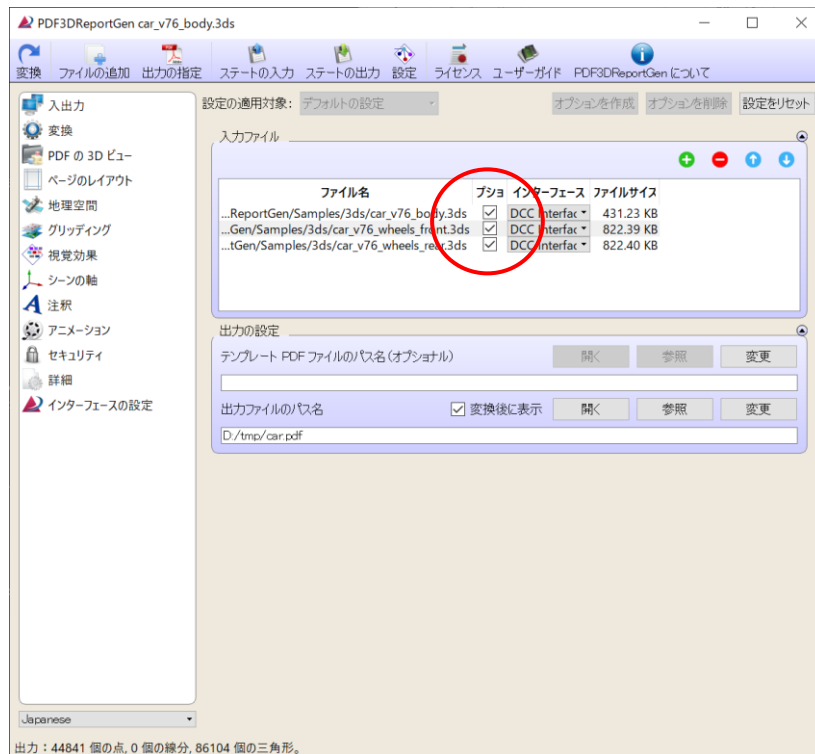 PDF3DReportGen car_v76_body.3ds
変換 ファイルの追加 出力の指定 ステートの入力 ステートの出力 設定 ライセンス ユーザーガイド PDF3DReportGen について
入出力
変換
PDF の 3D ビュー
ページのレイアウト
地理空間
グリッディング
視覚効果
シーンの軸
注釈
アニメーション
セキュリティ
詳細
インターフェースの設定
Japanese
設定の適用対象: デフォルトの設定 オプションを作成 オプションを削除 設定をリセット
入力ファイル
ファイル名 プショ インターフェース ファイルサイズ
...ReportGen/Samples/3ds/car_v76_body.3ds DCC Interfac 431.23 KB
...Gen/Samples/3ds/car_v76_wheels_front.3ds DCC Interfac 822.39 KB
...tGen/Samples/3ds/car_v76_wheels_rear.3ds DCC Interfac 822.40 KB
出力の設定
テンプレート PDF ファイルのパス名(オプショナル) 開く 参照 変更
出力ファイルのパス名 変換後に表示 開く 参照 変更
D:/tmp/car.pdf
出力:44841 個の点, 0 個の線分, 86104 個の三角形。